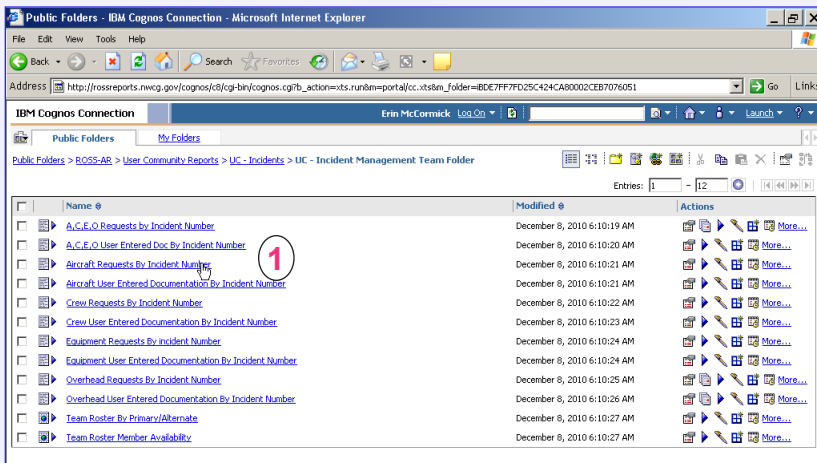 Public Folders - IBM Cognos Connection - Microsoft Internet Explorer
File Edit View Tools Help
Back Search Favorites
Address http://rossreports.nwcg.gov/cognos/c8/cgi-bin/cognos.cgi?b_action=xts.run&m=portal/cc.xts&m_folder=iBDE7FF7FD25C424CA80002CEB7076051 Go Links
IBM Cognos Connection Erin McCormick Log On Launch ?
Public Folders My Folders
Public Folders > ROSS-AR > User Community Reports > UC - Incidents > UC - Incident Management Team Folder
Entries: 1 - 12
Name Modified Actions
A,C,E,O Requests by Incident Number December 8, 2010 6:10:19 AM More...
A,C,E,O User Entered Doc By Incident Number December 8, 2010 6:10:20 AM More...
1
Aircraft Requests By Incident Number December 8, 2010 6:10:21 AM More...
Aircraft User Entered Documentation By Incident Number December 8, 2010 6:10:21 AM More...
Crew Requests By Incident Number December 8, 2010 6:10:22 AM More...
Crew User Entered Documentation By Incident Number December 8, 2010 6:10:23 AM More...
Equipment Requests By incident Number December 8, 2010 6:10:24 AM More...
Equipment User Entered Documentation By Incident Number December 8, 2010 6:10:24 AM More...
Overhead Requests By Incident Number December 8, 2010 6:10:25 AM More...
Overhead User Entered Documentation By Incident Number December 8, 2010 6:10:26 AM More...
Team Roster By Primary/Alternate December 8, 2010 6:10:27 AM More...
Team Roster Member Availability December 8, 2010 6:10:27 AM More...